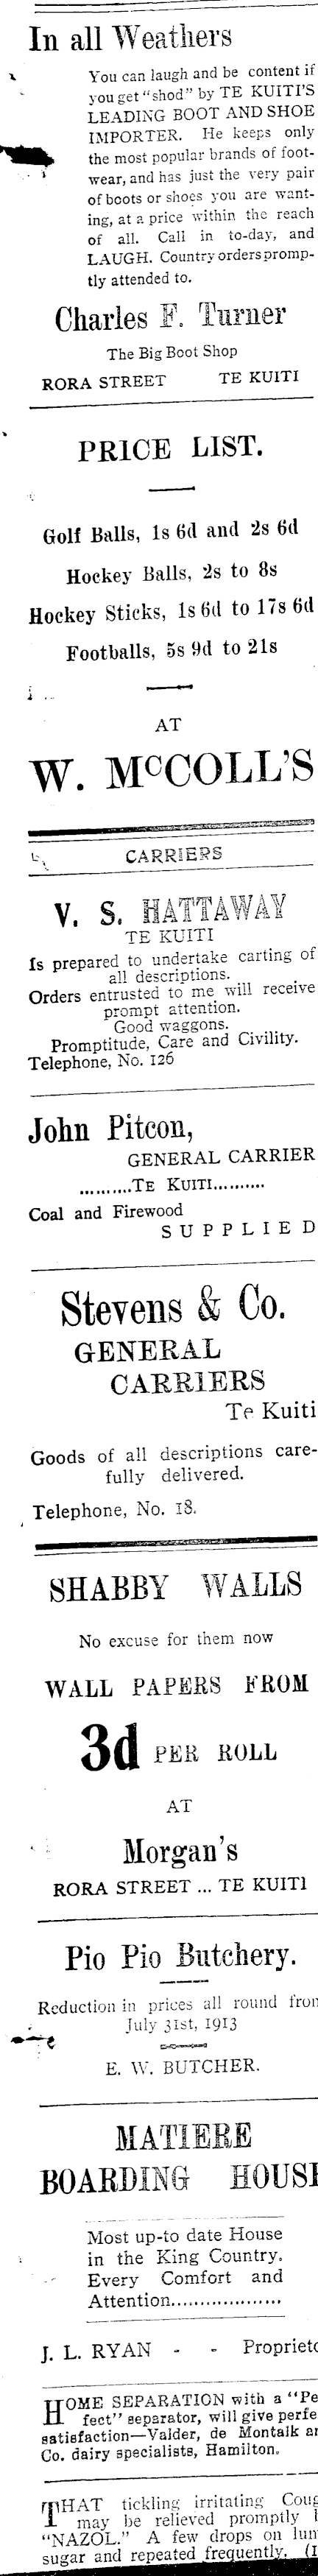 In all Weathers
You can laugh and be content if
you get "shod" by TE KUITI'S
LEADING BOOT AND SHOE
IMPORTER. He keeps only
the most popular brands of foot-
wear, and has just the very pair
of boots or shoes you are want-
ing, at a price within the reach
of all. Call in to-day, and
LAUGH. Country orders promp-
tly attended to.
Charles F. Turner
The Big Boot Shop
RORA STREET TE KUITI
PRICE LIST.
Golf Balls, 1s 6d and 2s 6d
Hockey Balls, 2s to 8s
Hockey Sticks, 1s 6d to 17s 6d
Footballs, 5s 9d to 21s
AT
W. McCOLL'S
CARRIERS
V. S. HATTAWAY
TE KUITI
Is prepared to undertake carting of
all descriptions.
Orders entrusted to me will receive
prompt attention.
Good waggons.
Promptitude, Care and Civility.
Telephone, No. 126
John Pitcon,
GENERAL CARRIER
..........TE KUITI..........
Coal and Firewood
SUPPLIED
Stevens & Co.
GENERAL
CARRIERS
Te Kuiti
Goods of all descriptions care-
fully delivered.
Telephone, No. 18.
SHABBY WALLS
No excuse for them now
WALL PAPERS FROM
3d PER ROLL
AT
Morgan's
RORA STREET ... TE KUITI
Pio Pio Butchery.
Reduction in prices all round from
July 31st, 1913
E. W. BUTCHER.
MATIERE
BOARDING HOUSE
Most up-to date House
in the King Country.
Every Comfort and
Attention...................
J. L. RYAN - - Proprieto
HOME SEPARATION with a "Pe
fect" separator, will give perfe
satisfaction—Valder, de Montalk an
Co. dairy specialists, Hamilton.
THAT tickling irritating Coug
may be relieved promptly b
"NAZOL." A few drops on lum
sugar and repeated frequently. (1